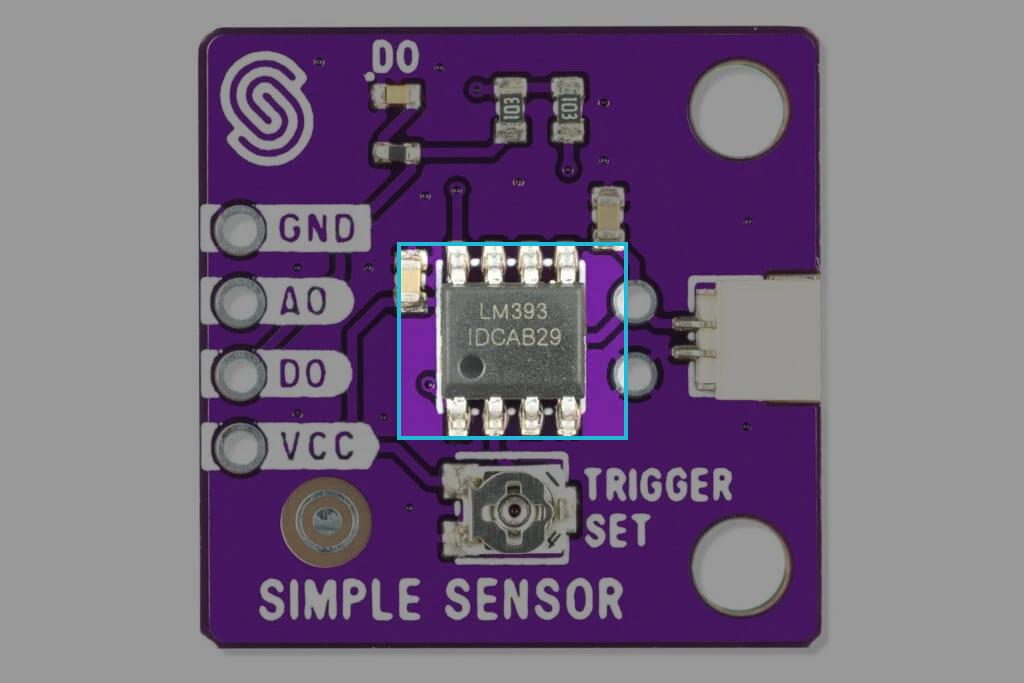 DO
103
103
GND
AO
DO
VCC
LM393
IDCAB29
TRIGGER
SET
SIMPLE SENSOR